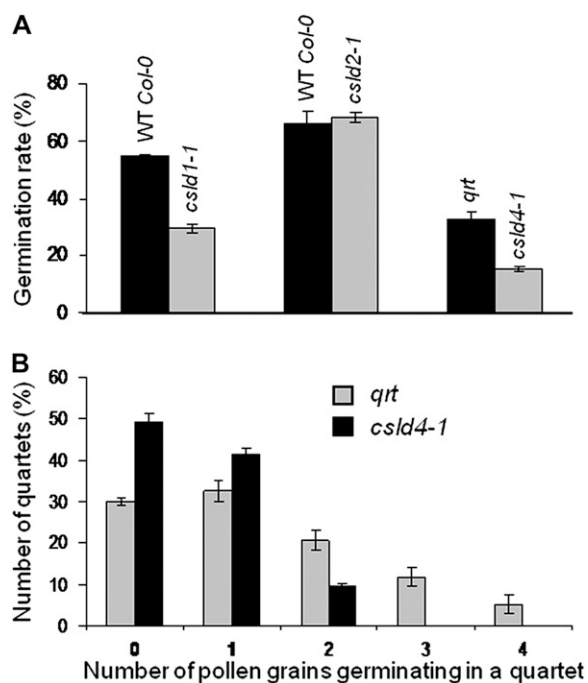 A
Germination rate (%)
80
60
40
20
0
WT Col-0
csld1-1
WT Col-0
csld2-1
qrt
csld4-1
B
Number of quartets (%)
60
50
40
30
20
10
0
qrt
csld4-1
0 1 2 3 4
Number of pollen grains germinating in a quartet